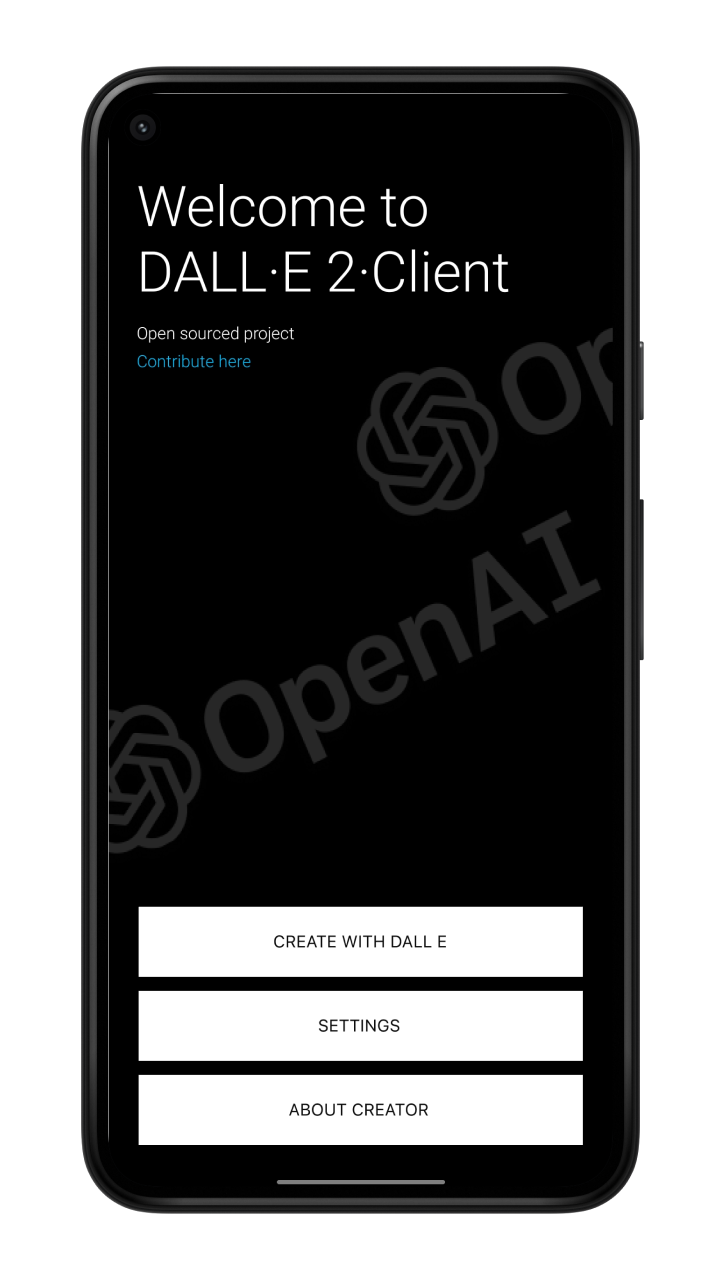 Welcome to
DALL·E 2·Client
Open sourced project
Contribute here
Op
OpenAI
CREATE WITH DALL E
SETTINGS
ABOUT CREATOR